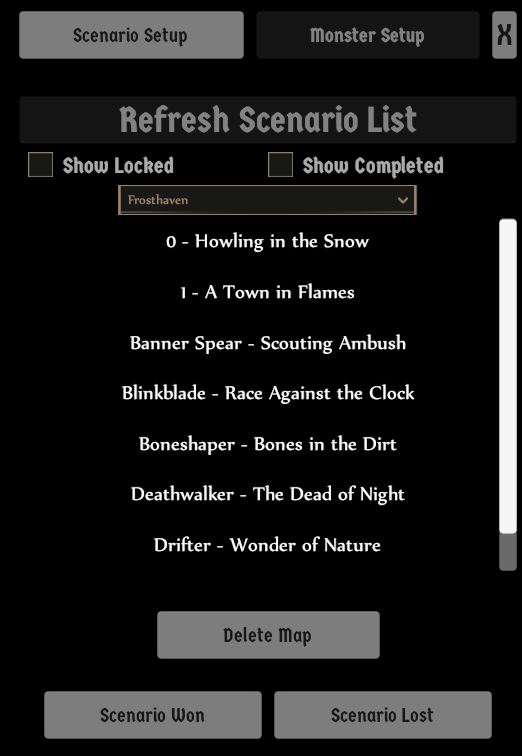 Scenario Setup
Monster Setup
X
Refresh Scenario List
Show Locked
Show Completed
Frosthaven
0 - Howling in the Snow
1 - A Town in Flames
Banner Spear - Scouting Ambush
Blinkblade - Race Against the Clock
Boneshaper - Bones in the Dirt
Deathwalker - The Dead of Night
Drifter - Wonder of Nature
Delete Map
Scenario Won
Scenario Lost